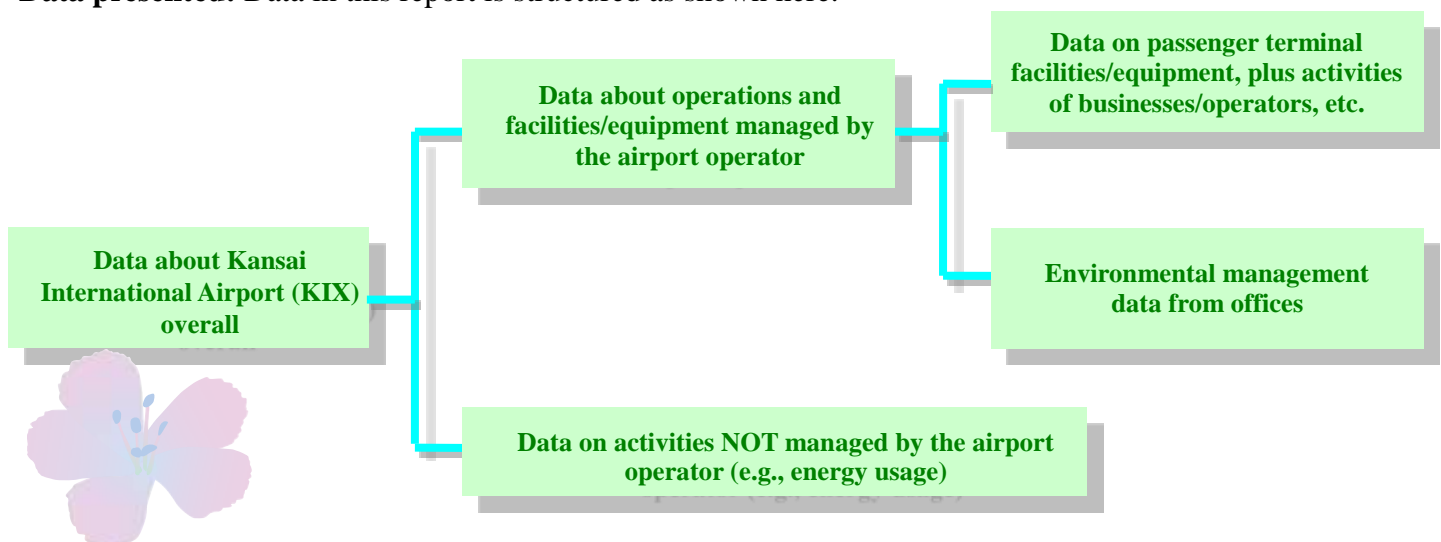 Data presented: Data in this report is structured as shown here.
Data on passenger terminal
facilities/equipment, plus activities
of businesses/operators, etc.
Data about operations and
facilities/equipment managed by
the airport operator
Data about Kansai
International Airport (KIX)
overall
Environmental management
data from offices
Data on activities NOT managed by the airport
operator (e.g., energy usage)